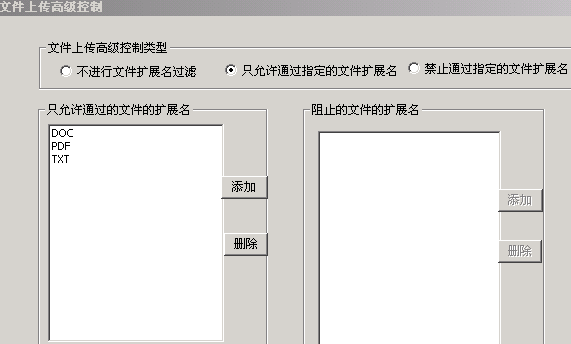 文件上传高级控制
文件上传高级控制类型
不进行文件扩展名过滤 只允许通过指定的文件扩展名 禁止通过指定的文件扩展名
只允许通过的文件的扩展名 阻止的文件的扩展名
DOC
PDF
TXT
添加 添加
删除 删除